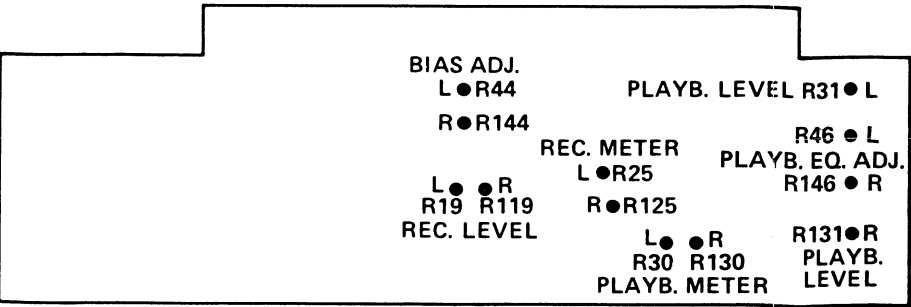 BIAS ADJ.
L R44
R R144
PLAYB. LEVEL R31 L
R46 L
PLAYB. EQ. ADJ.
R146 R
REC. METER
L R25
R R125
L R
R19 R119
REC. LEVEL
L R
R30 R130
PLAYB. METER
R131 R
PLAYB.
LEVEL